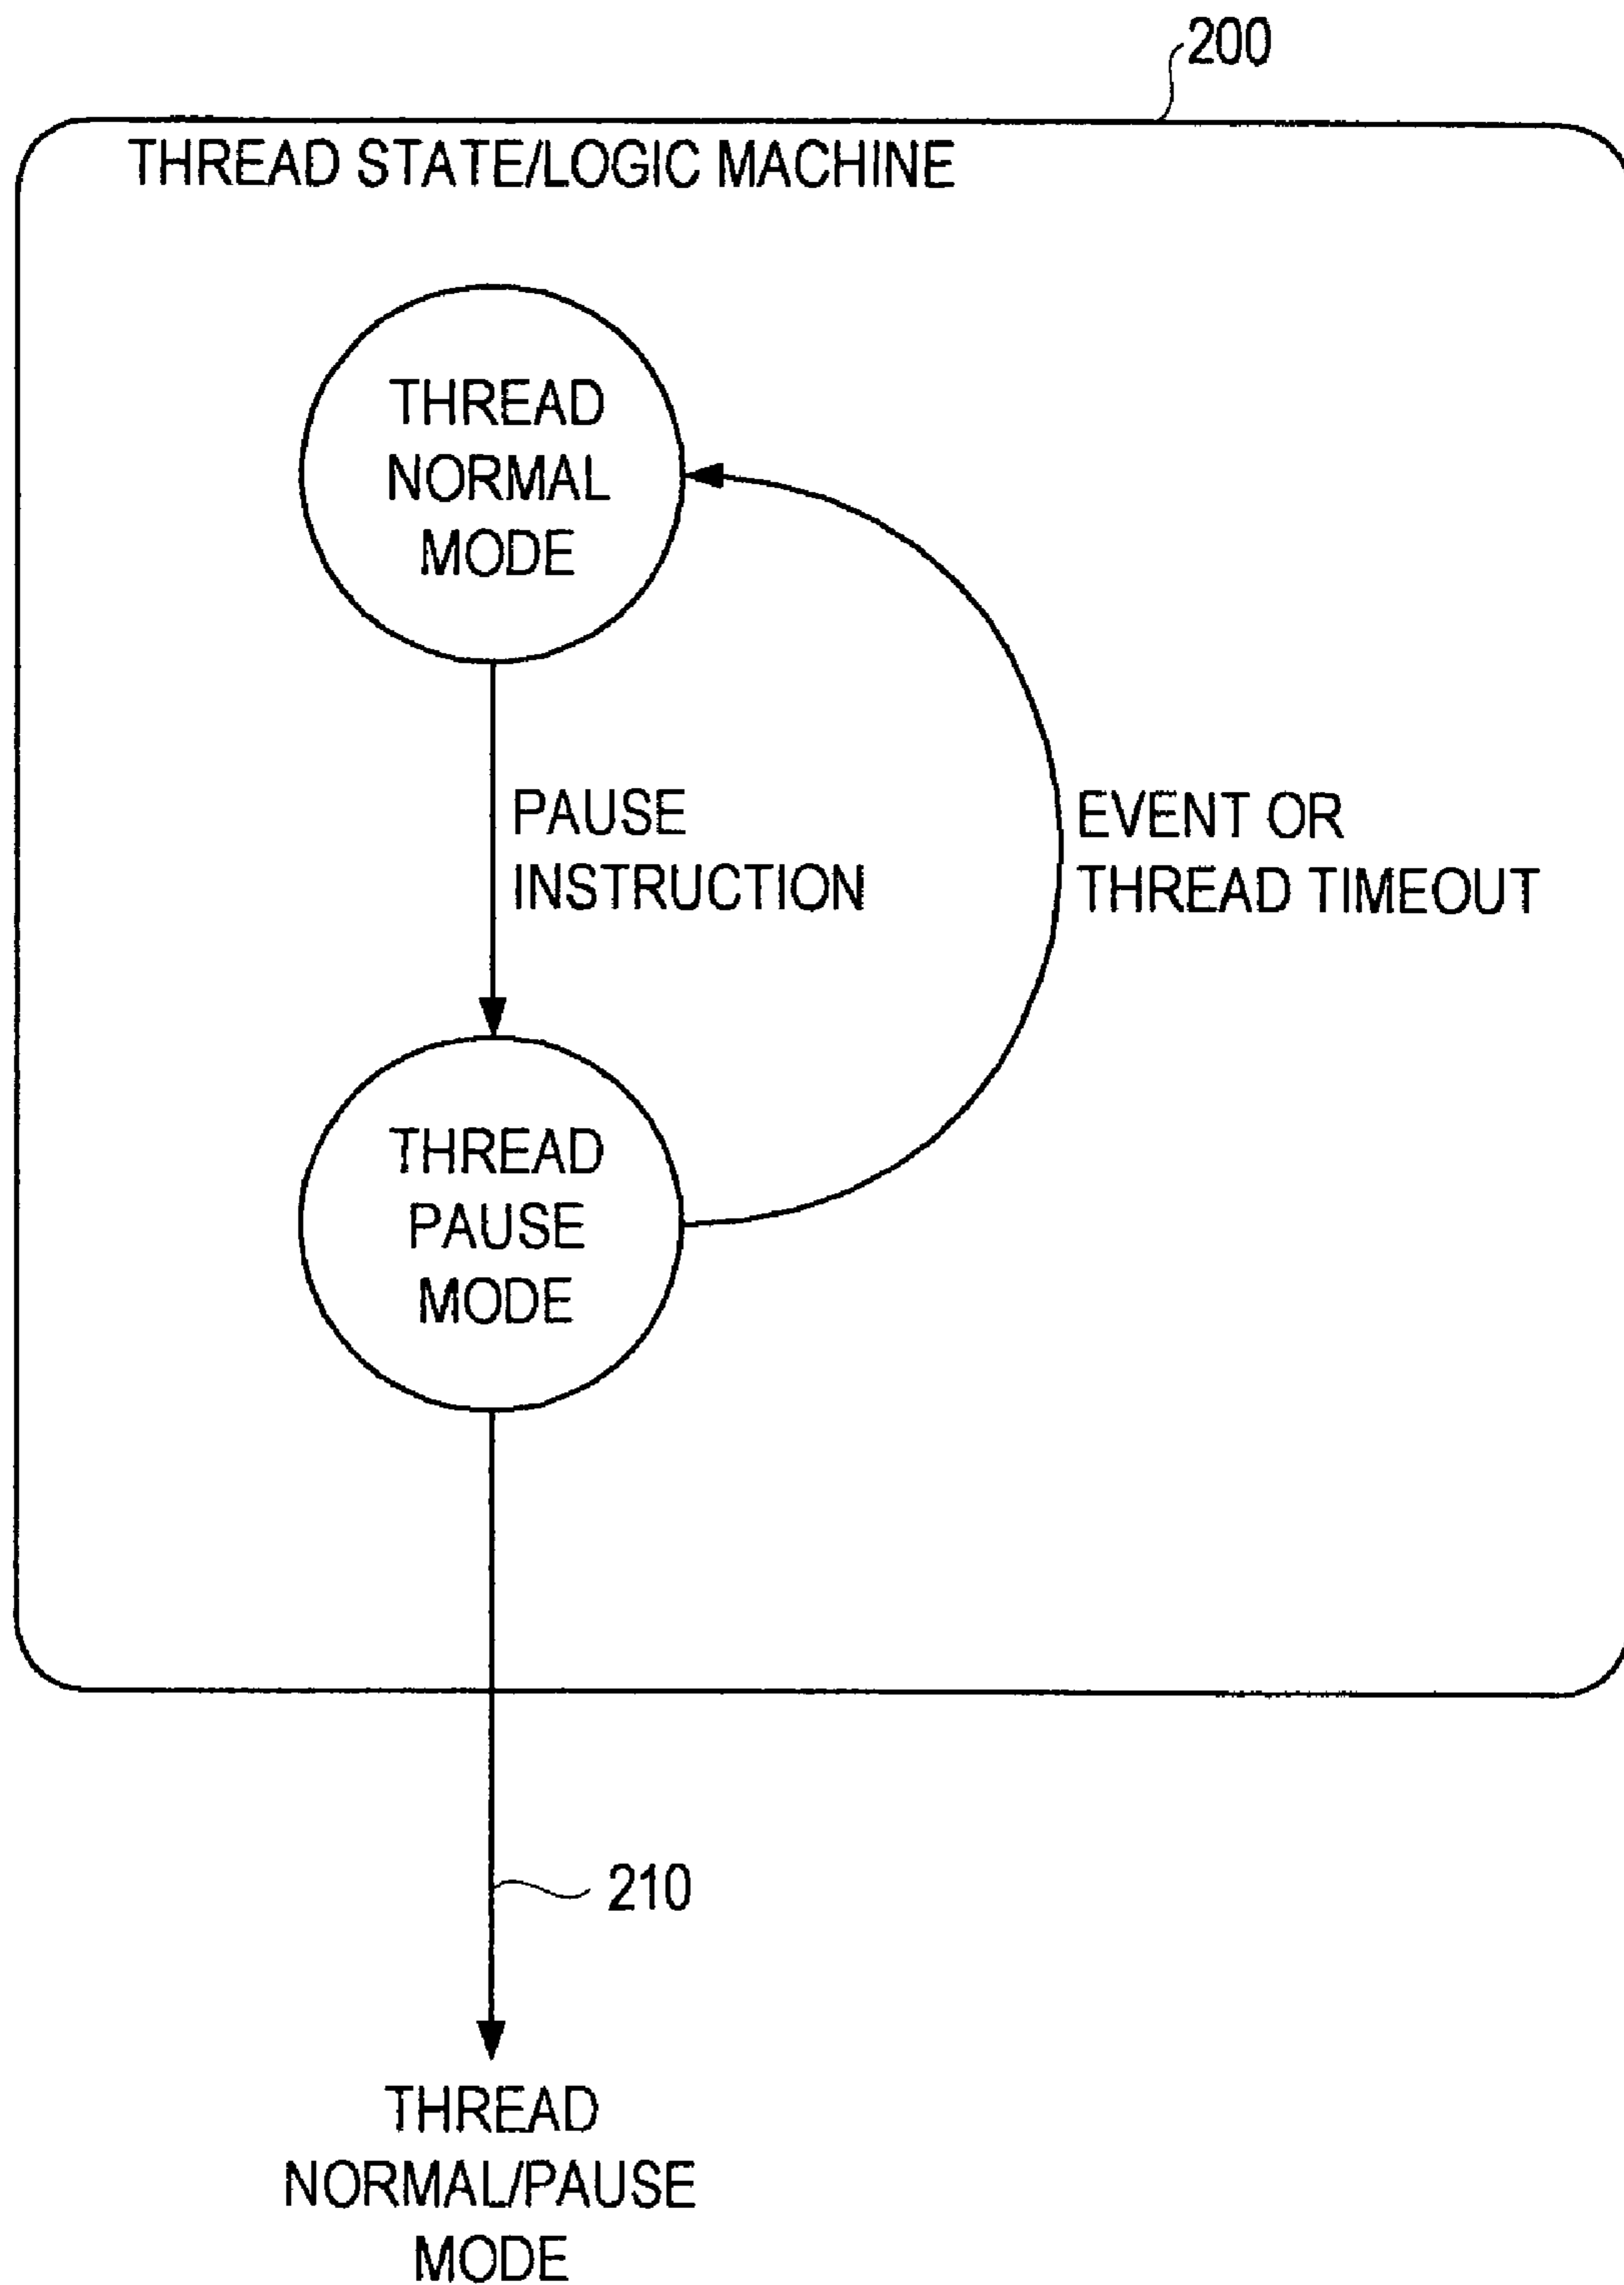 200
THREAD STATE/LOGIC MACHINE
THREAD
NORMAL
MODE
PAUSE
INSTRUCTION
EVENT OR
THREAD TIMEOUT
THREAD
PAUSE
MODE
210
THREAD
NORMAL/PAUSE
MODE